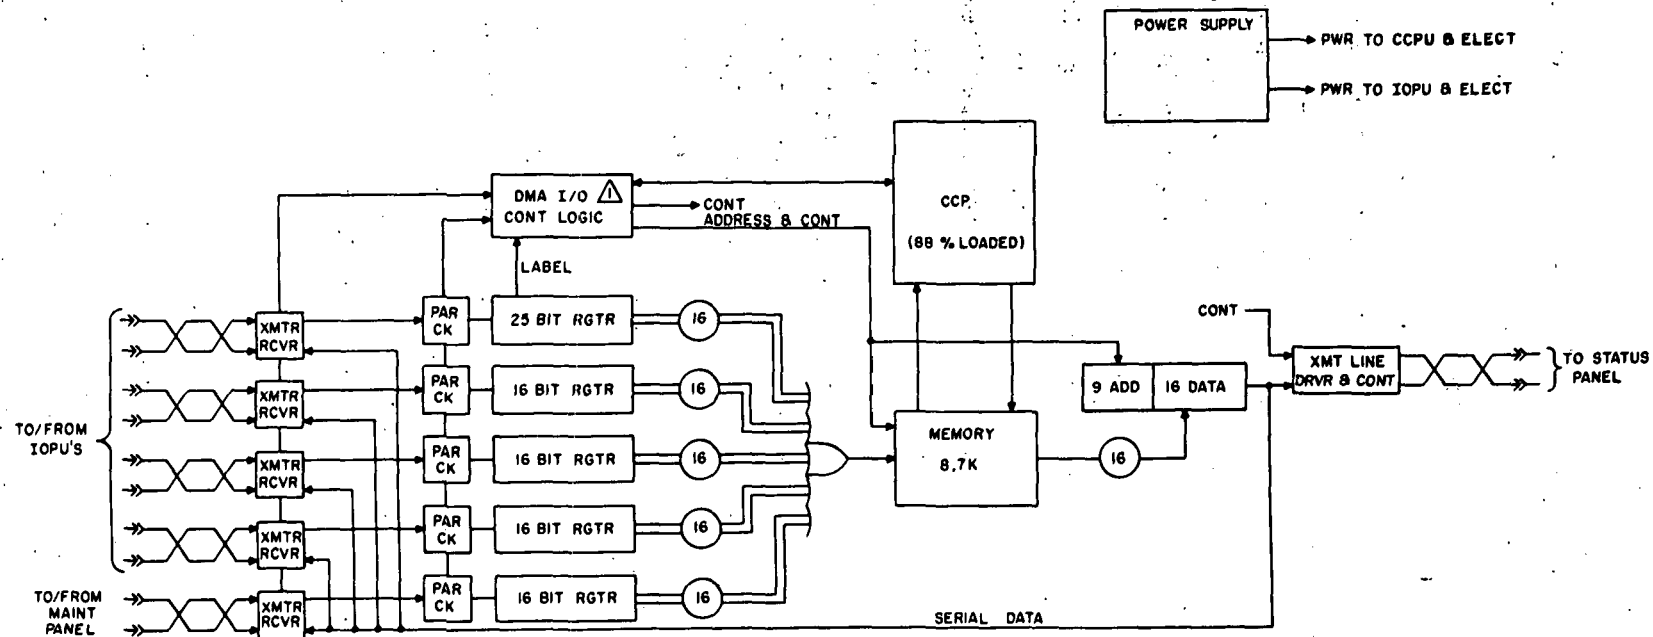 POWER SUPPLY
PWR TO CCPU & ELECT
PWR TO IOPU & ELECT
DMA I/O 1
CONT LOGIC
CONT
ADDRESS & CONT
CCP
(88 % LOADED)
LABEL
XMTR
RCVR
PAR
CK
25 BIT RGTR
16
CONT
XMT LINE
DRVR & CONT
TO STATUS
PANEL
XMTR
RCVR
PAR
CK
16 BIT RGTR
16
9 ADD
16 DATA
TO/FROM
IOPU'S
XMTR
RCVR
PAR
CK
16 BIT RGTR
16
MEMORY
8.7K
16
XMTR
RCVR
PAR
CK
16 BIT RGTR
16
TO/FROM
MAINT
PANEL
XMTR
RCVR
PAR
CK
16 BIT RGTR
16
SERIAL DATA